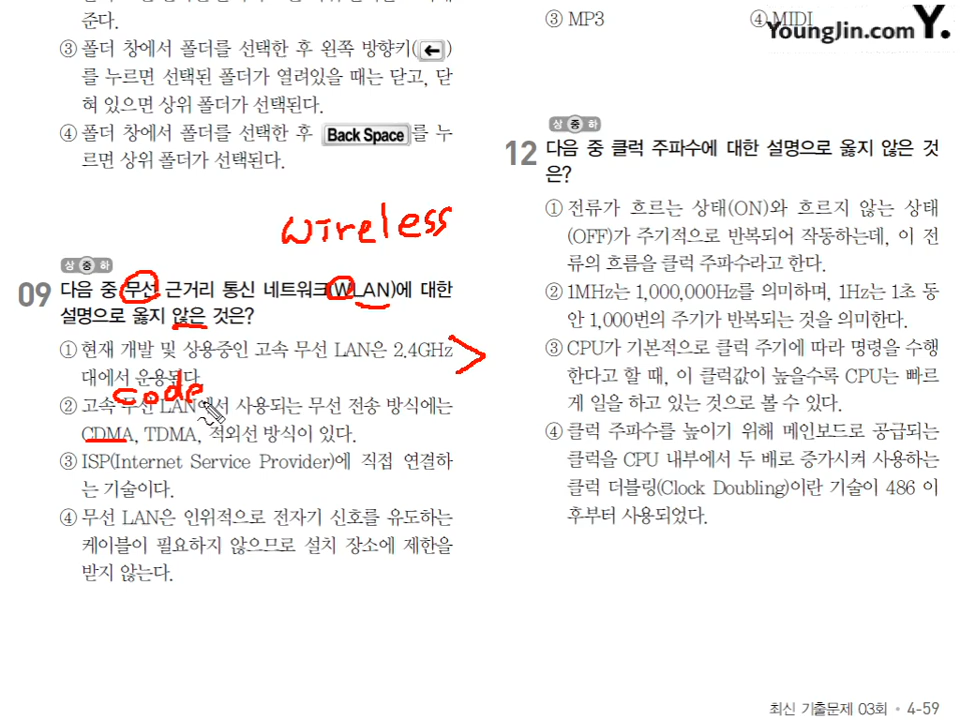 준다.
③ 폴더 창에서 폴더를 선택한 후 왼쪽 방향키(←)
를 누르면 선택된 폴더가 열려있을 때는 닫고, 닫
혀 있으면 상위 폴더가 선택된다.
④ 폴더 창에서 폴더를 선택한 후 Back Space 를 누
르면 상위 폴더가 선택된다.
wireless
상 중 하
09 다음 중 무선 근거리 통신 네트워크(WLAN)에 대한
설명으로 옳지 않은 것은?
① 현재 개발 및 상용중인 고속 무선 LAN은 2.4GHz
대에서 운용된다.
code
② 고속 무선 LAN에서 사용되는 무선 전송 방식에는
CDMA, TDMA, 적외선 방식이 있다.
③ ISP(Internet Service Provider)에 직접 연결하
는 기술이다.
④ 무선 LAN은 인위적으로 전자기 신호를 유도하는
케이블이 필요하지 않으므로 설치 장소에 제한을
받지 않는다.
③ MP3 ④ MIDI
YoungJin.com Y.
상 중 하
12 다음 중 클럭 주파수에 대한 설명으로 옳지 않은 것
은?
① 전류가 흐르는 상태(ON)와 흐르지 않는 상태
(OFF)가 주기적으로 반복되어 작동하는데, 이 전
류의 흐름을 클럭 주파수라고 한다.
② 1MHz는 1,000,000Hz를 의미하며, 1Hz는 1초 동
안 1,000번의 주기가 반복되는 것을 의미한다.
③ CPU가 기본적으로 클럭 주기에 따라 명령을 수행
한다고 할 때, 이 클럭값이 높을수록 CPU는 빠르
게 일을 하고 있는 것으로 볼 수 있다.
④ 클럭 주파수를 높이기 위해 메인보드로 공급되는
클럭을 CPU 내부에서 두 배로 증가시켜 사용하는
클럭 더블링(Clock Doubling)이란 기술이 486 이
후부터 사용되었다.
최신 기출문제 03회 • 4-59